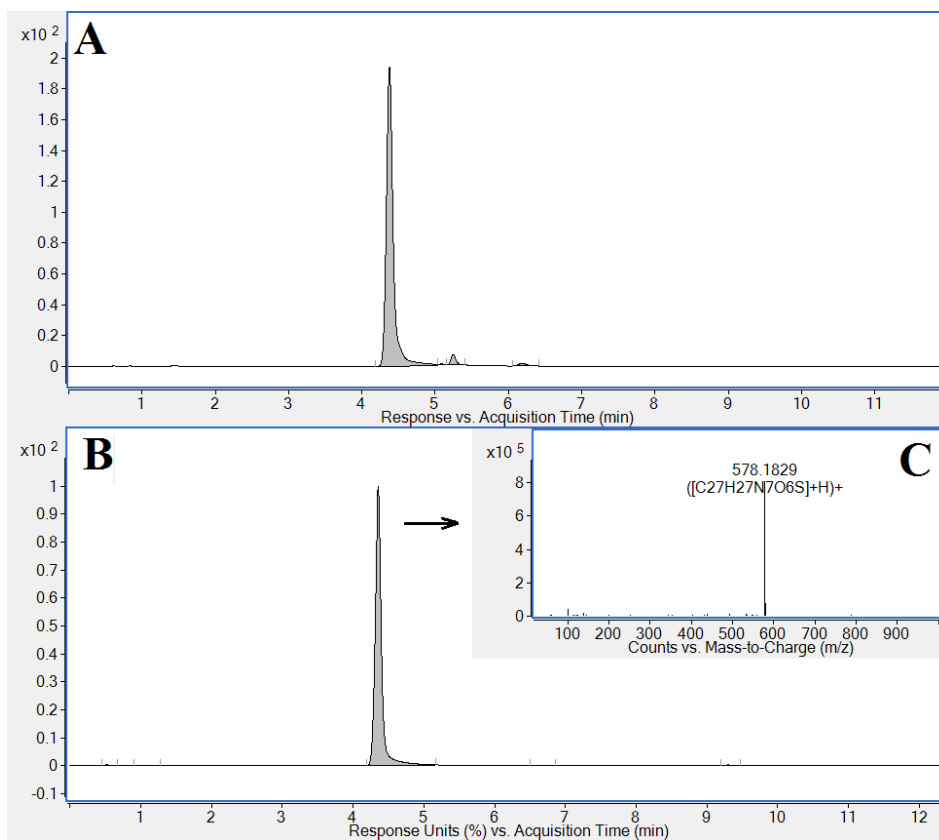 x10 2
A
2
1.8
1.6
1.4
1.2
1
0.8
0.6
0.4
0.2
0
1 2 3 4 5 6 7 8 9 10 11
Response vs. Acquisition Time (min)
x10 2
B
1
0.9
0.8
0.7
0.6
0.5
0.4
0.3
0.2
0.1
0
-0.1
1 2 3 4 5 6 7 8 9 10 11 12
Response Units (%) vs. Acquisition Time (min)
x10 5
C
578.1829
([C27H27N7O6S]+H)+
8
6
4
2
0
100 200 300 400 500 600 700 800 900
Counts vs. Mass-to-Charge (m/z)